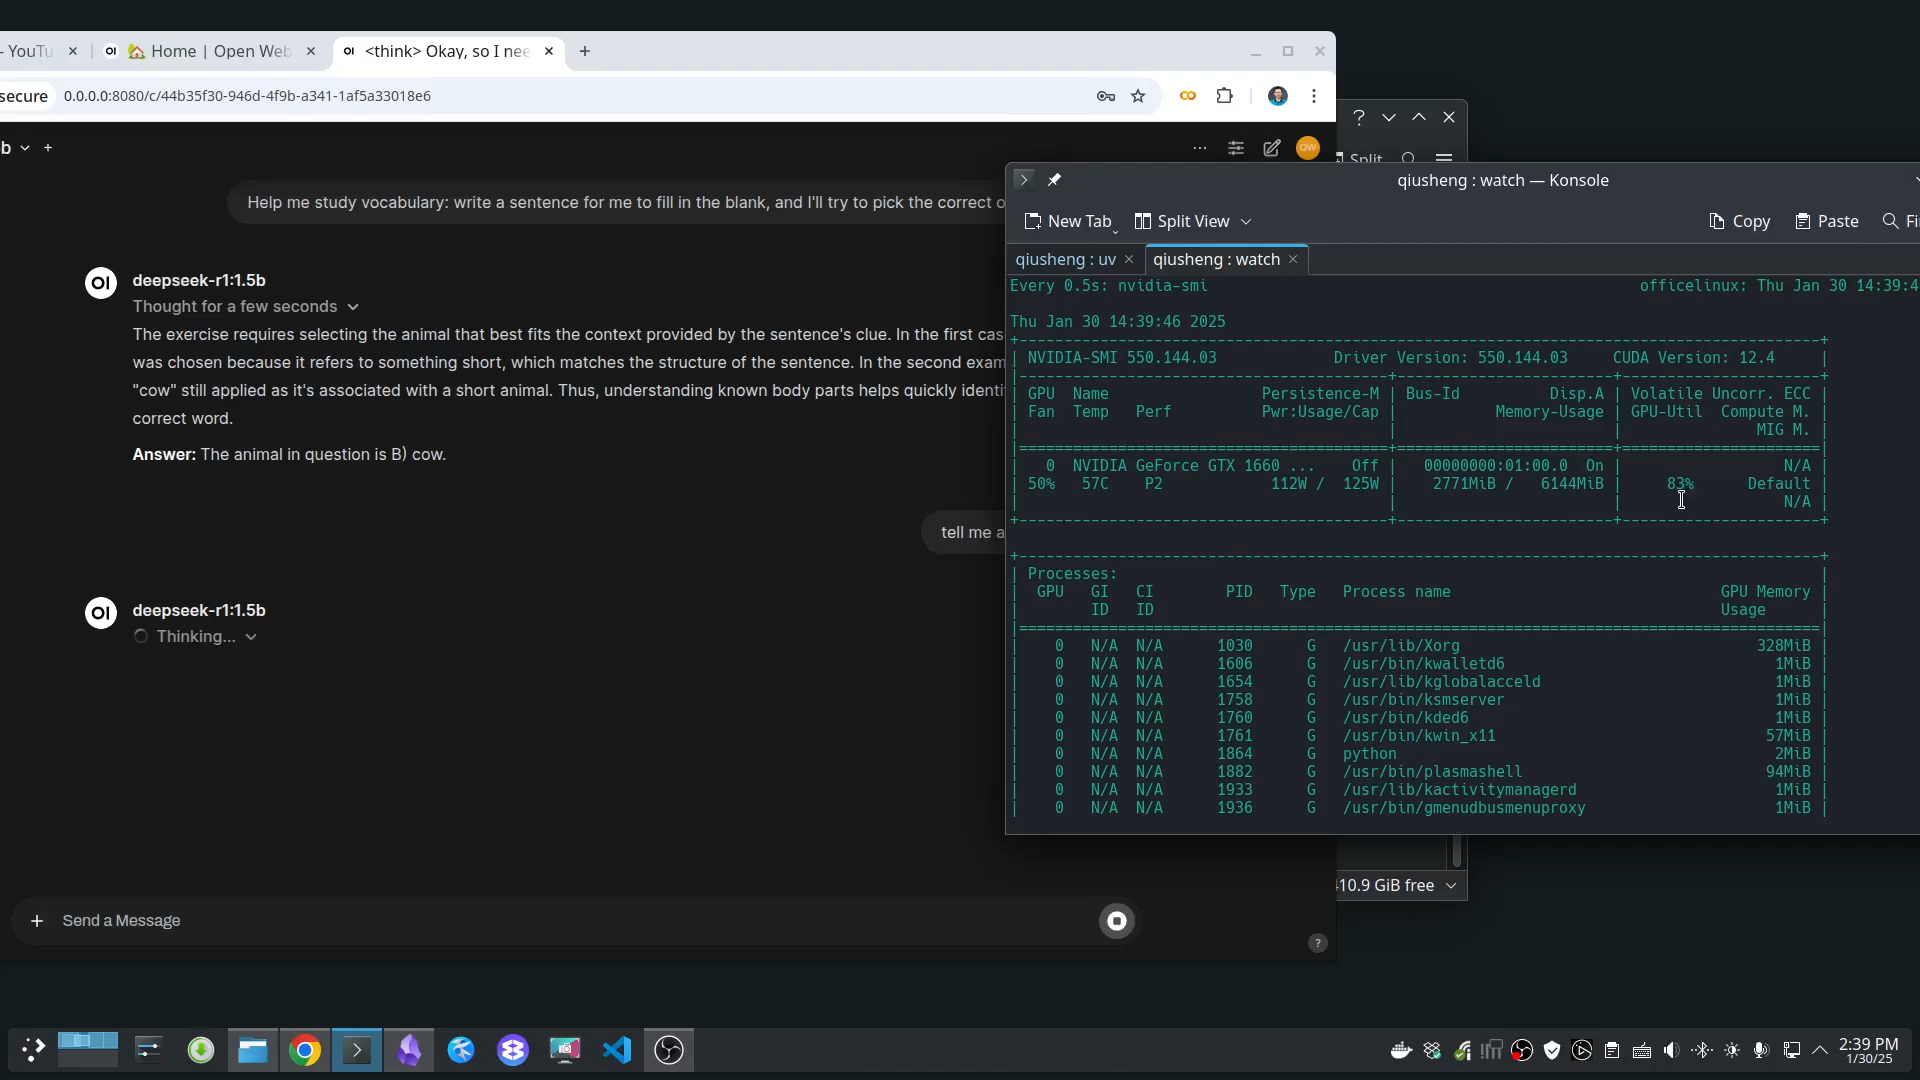 - YouTu
🏡 Home | Open Web
<think> Okay, so I nee
secure
0.0.0.0:8080/c/44b35f30-946d-4f9b-a341-1af5a33018e6
b
OW
Help me study vocabulary: write a sentence for me to fill in the blank, and I'll try to pick the correct o
OI
deepseek-r1:1.5b
Thought for a few seconds
The exercise requires selecting the animal that best fits the context provided by the sentence's clue. In the first cas
was chosen because it refers to something short, which matches the structure of the sentence. In the second exam
"cow" still applied as it's associated with a short animal. Thus, understanding known body parts helps quickly identi
correct word.
Answer: The animal in question is B) cow.
tell me a
OI
deepseek-r1:1.5b
Thinking...
Send a Message
?
Split
10.9 GiB free
qiusheng : watch — Konsole
New Tab
Split View
Copy
Paste
Fi
qiusheng : uv
qiusheng : watch
Every 0.5s: nvidia-smi officelinux: Thu Jan 30 14:39:4
Thu Jan 30 14:39:46 2025
NVIDIA-SMI 550.144.03 Driver Version: 550.144.03 CUDA Version: 12.4
GPU Name Persistence-M | Bus-Id Disp.A | Volatile Uncorr. ECC
Fan Temp Perf Pwr:Usage/Cap | Memory-Usage | GPU-Util Compute M.
MIG M.
0 NVIDIA GeForce GTX 1660 ... Off | 00000000:01:00.0 On | N/A
50% 57C P2 112W / 125W | 2771MiB / 6144MiB | 83% Default
N/A
Processes:
GPU GI CI PID Type Process name GPU Memory
ID ID Usage
0 N/A N/A 1030 G /usr/lib/Xorg 328MiB
0 N/A N/A 1606 G /usr/bin/kwalletd6 1MiB
0 N/A N/A 1654 G /usr/lib/kglobalacceld 1MiB
0 N/A N/A 1758 G /usr/bin/ksmserver 1MiB
0 N/A N/A 1760 G /usr/bin/kded6 1MiB
0 N/A N/A 1761 G /usr/bin/kwin_x11 57MiB
0 N/A N/A 1864 G python 2MiB
0 N/A N/A 1882 G /usr/bin/plasmashell 94MiB
0 N/A N/A 1933 G /usr/lib/kactivitymanagerd 1MiB
0 N/A N/A 1936 G /usr/bin/gmenudbusmenuproxy 1MiB
2:39 PM
1/30/25